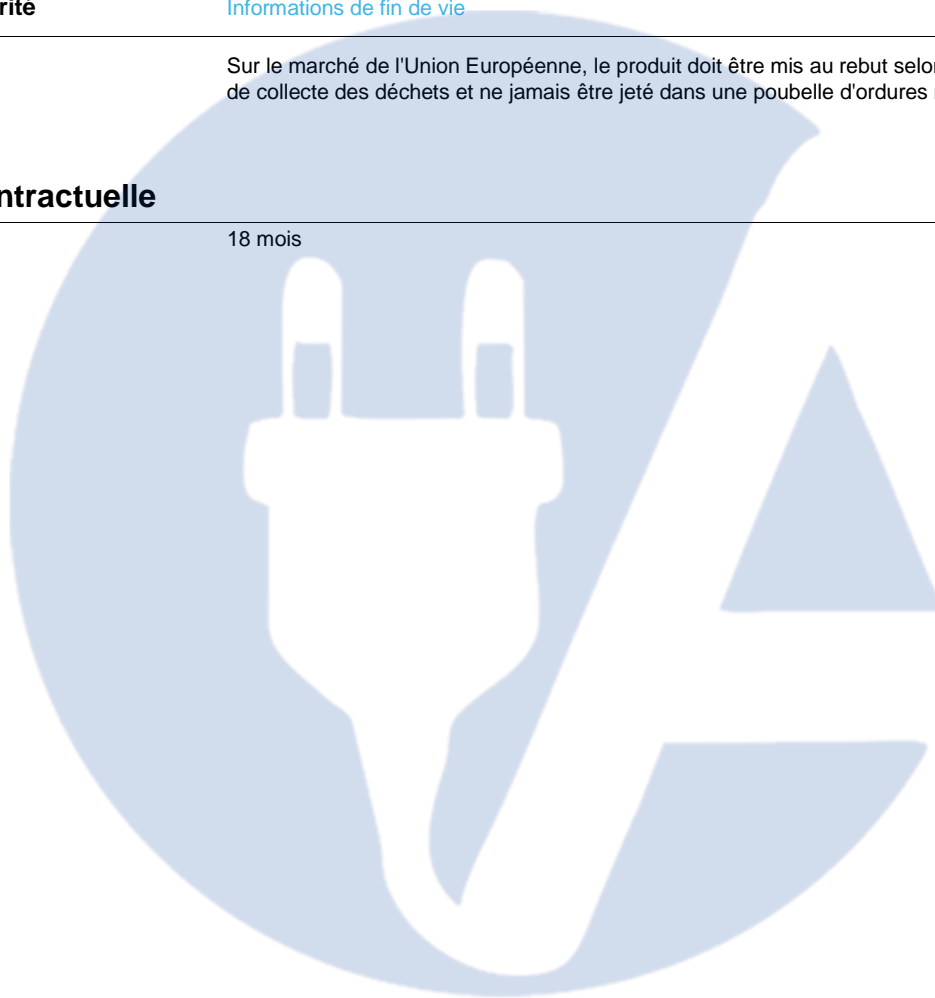 rité Informations de fin de vie
Sur le marché de l'Union Européenne, le produit doit être mis au rebut selon
de collecte des déchets et ne jamais être jeté dans une poubelle d'ordures
ntractuelle
18 mois